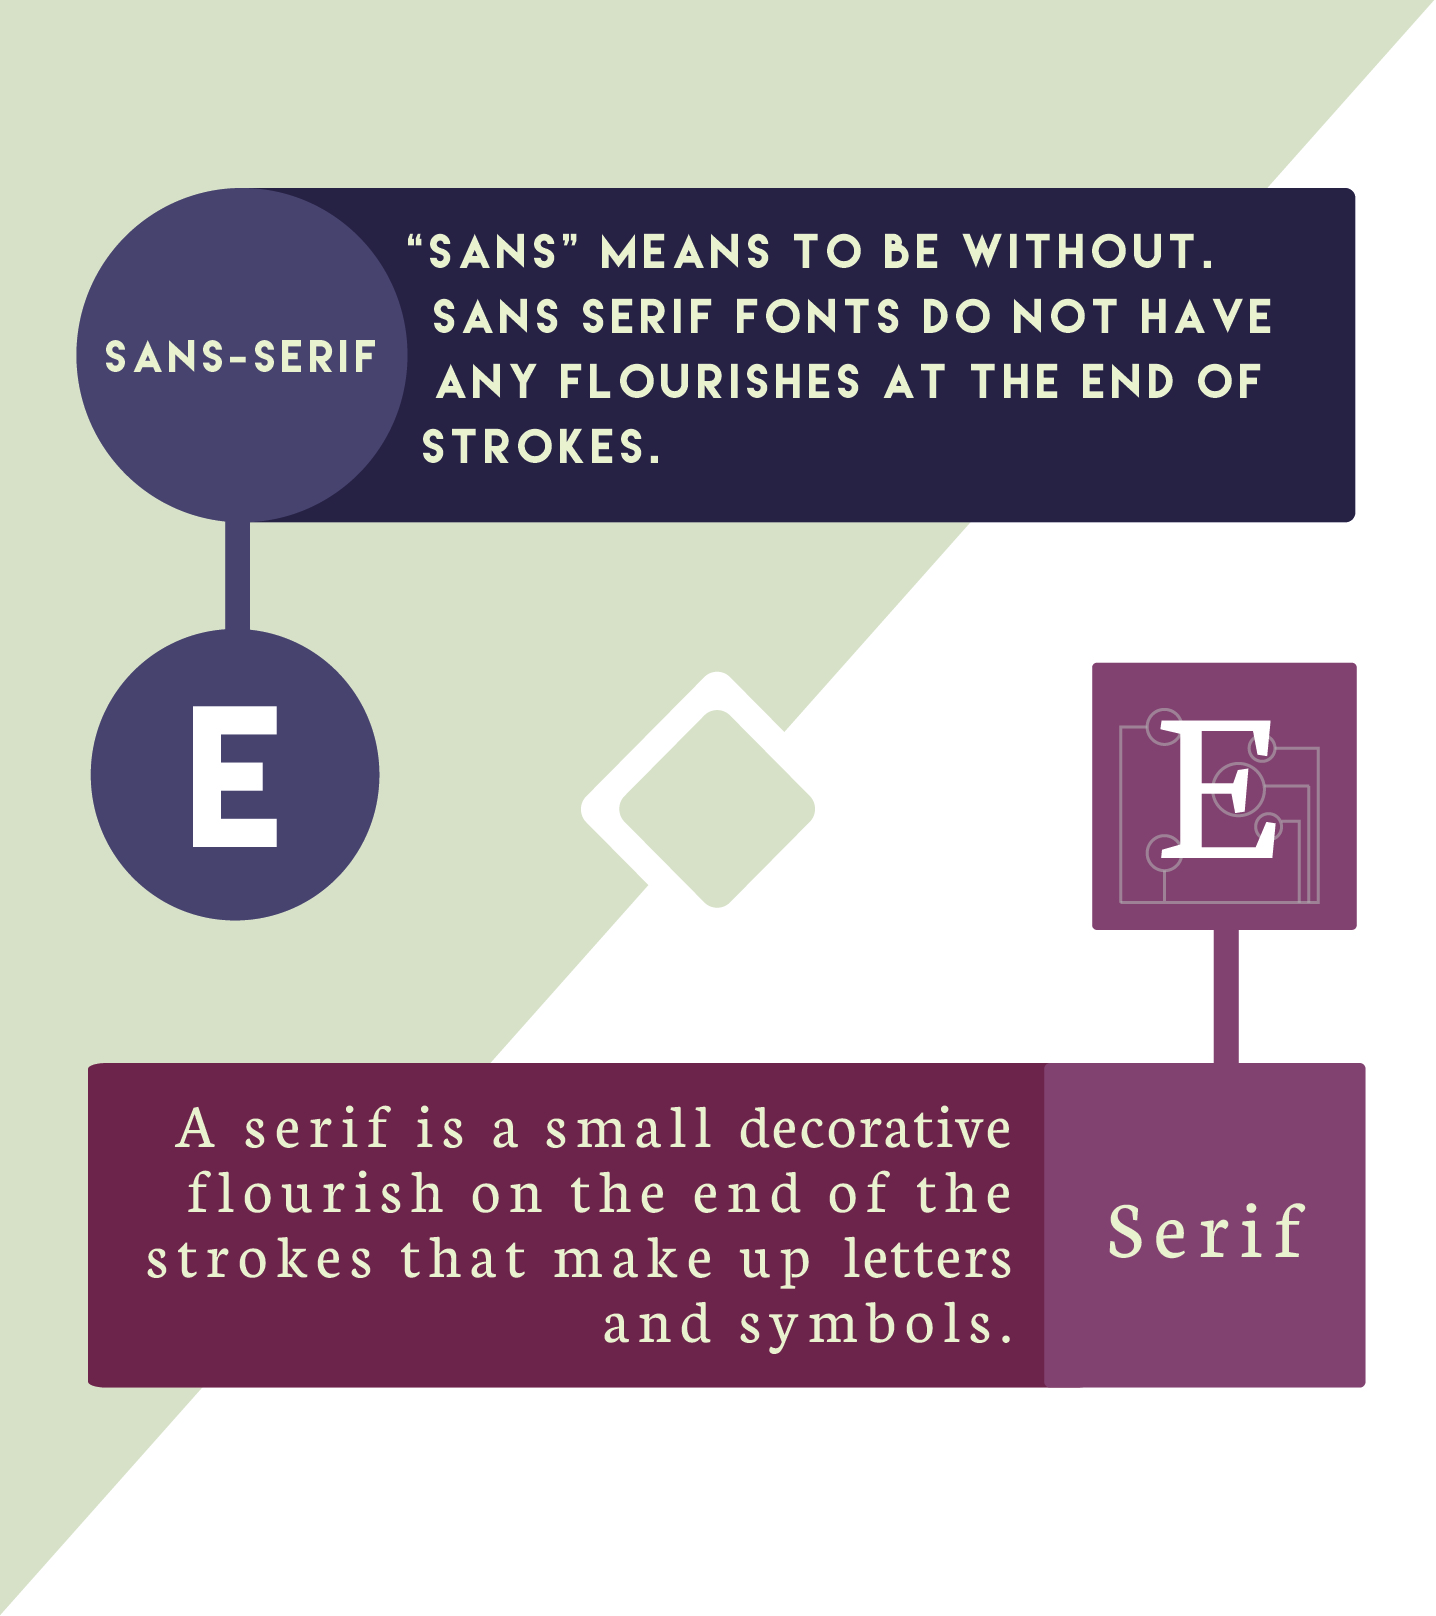 SANS-SERIF
“SANS” MEANS TO BE WITHOUT.
SANS SERIF FONTS DO NOT HAVE
ANY FLOURISHES AT THE END OF
STROKES.
E
E
A serif is a small decorative
flourish on the end of the
strokes that make up letters
and symbols.
Serif